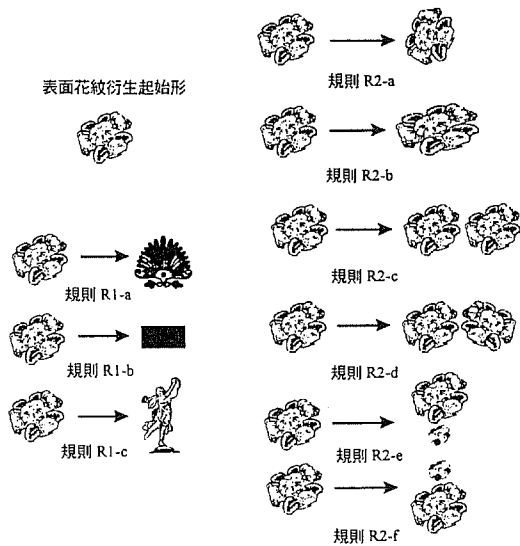 表面花紋衍生起始形
規則 R1-a
規則 R1-b
規則 R1-c
規則 R2-a
規則 R2-b
規則 R2-c
規則 R2-d
規則 R2-e
規則 R2-f